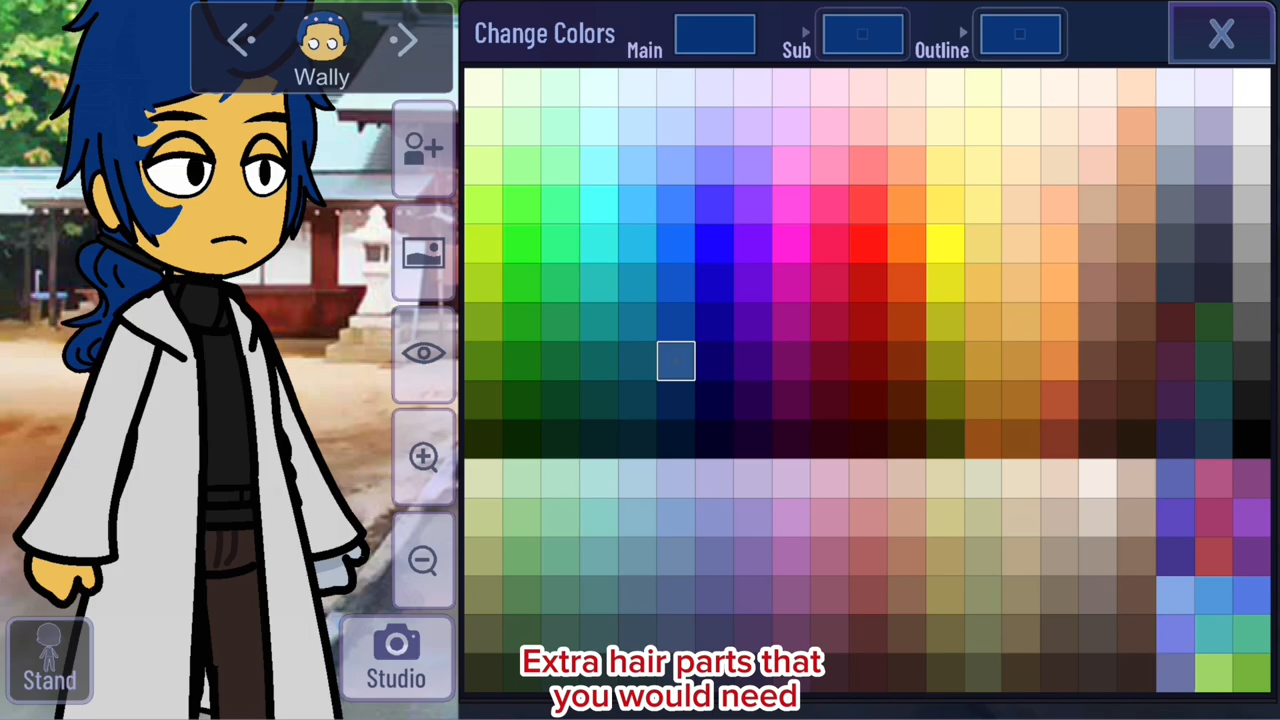 Wally
Change Colors
Main
Sub
Outline
X
Stand
Studio
Extra hair parts that
you would need